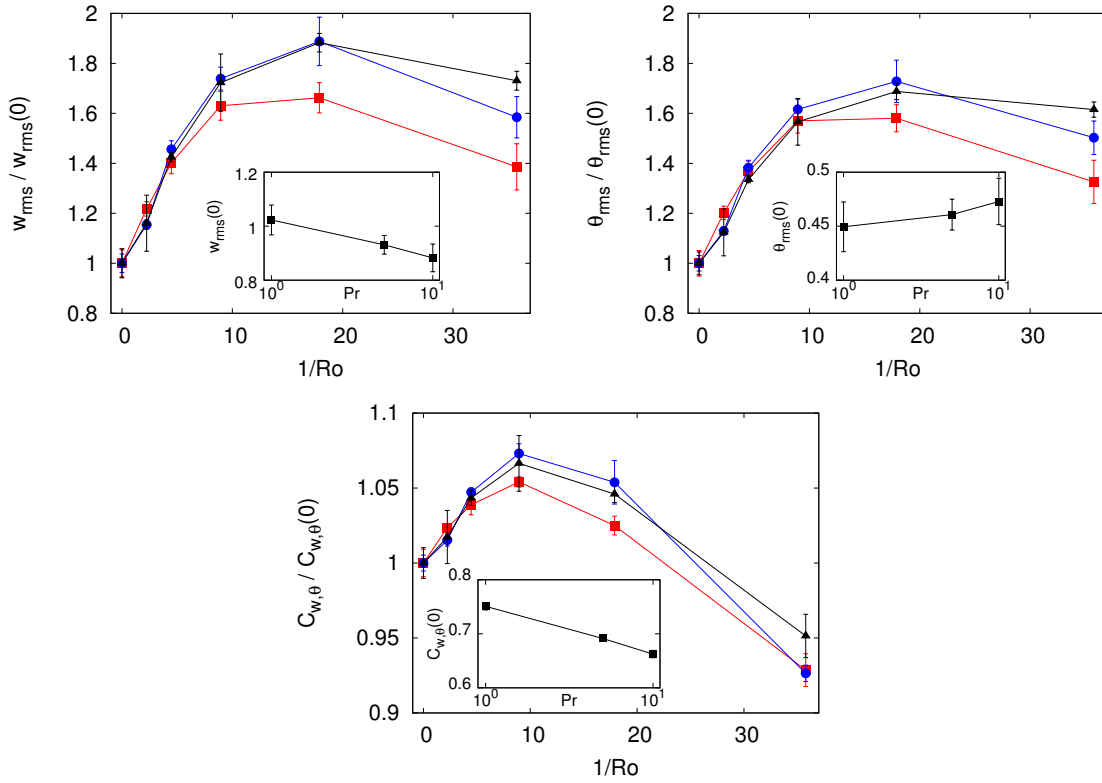 2
1.8
1.6
1.4
1.2
1
0.8
w_rms / w_rms(0)
0 10 20 30
1/Ro
1.2
1
0.8
w_rms(0)
10^0 Pr 10^1
2
1.8
1.6
1.4
1.2
1
0.8
θ_rms / θ_rms(0)
0 10 20 30
1/Ro
0.5
0.45
0.4
θ_rms(0)
10^0 Pr 10^1
1.1
1.05
1
0.95
0.9
C_w,θ / C_w,θ(0)
0 10 20 30
1/Ro
0.8
0.7
0.6
C_w,θ(0)
10^0 Pr 10^1